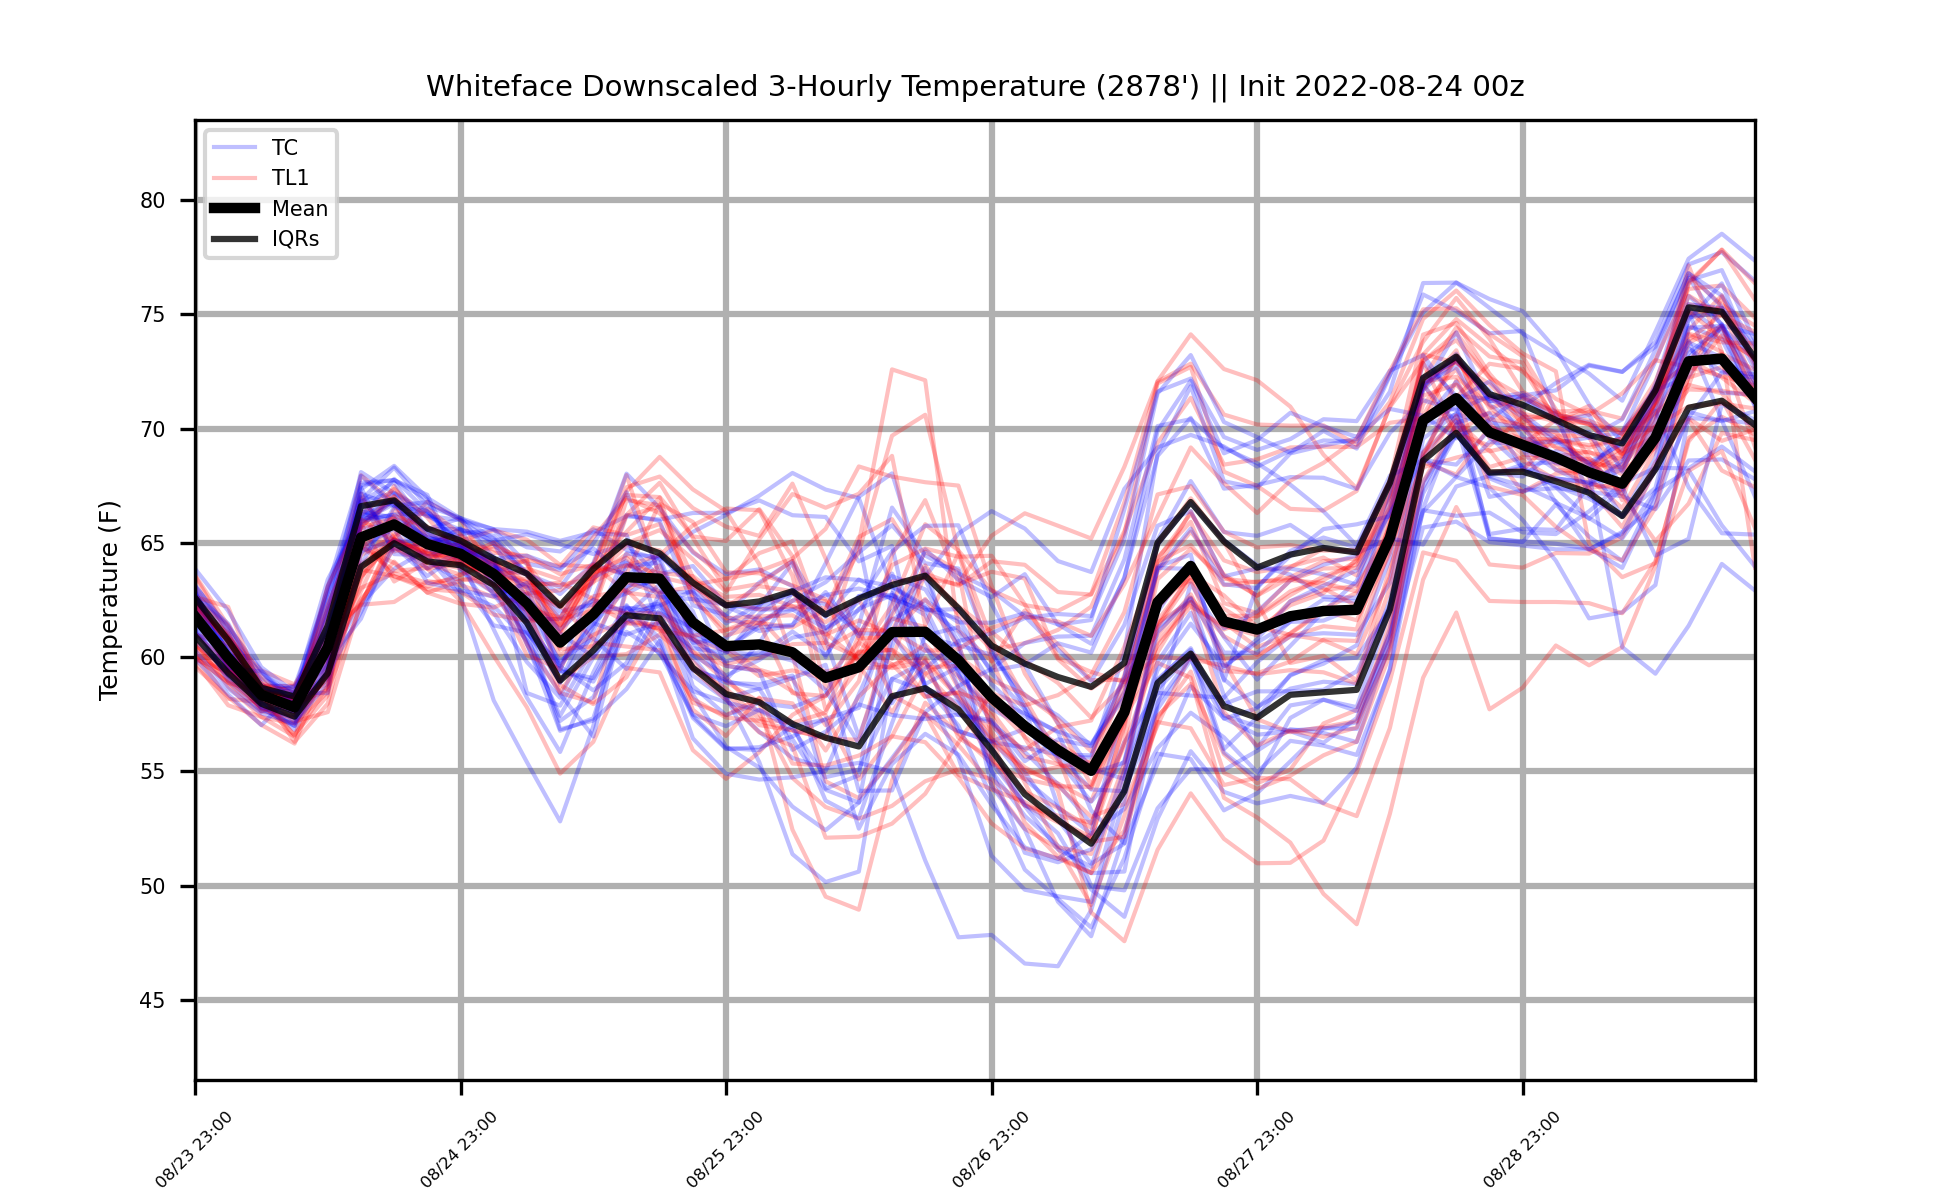 Whiteface Downscaled 3-Hourly Temperature (2878') || Init 2022-08-24 00z
TC
TL1
Mean
IQRs
Temperature (F)
80
75
70
65
60
55
50
45
08/23 23:00
08/24 23:00
08/25 23:00
08/26 23:00
08/27 23:00
08/28 23:00